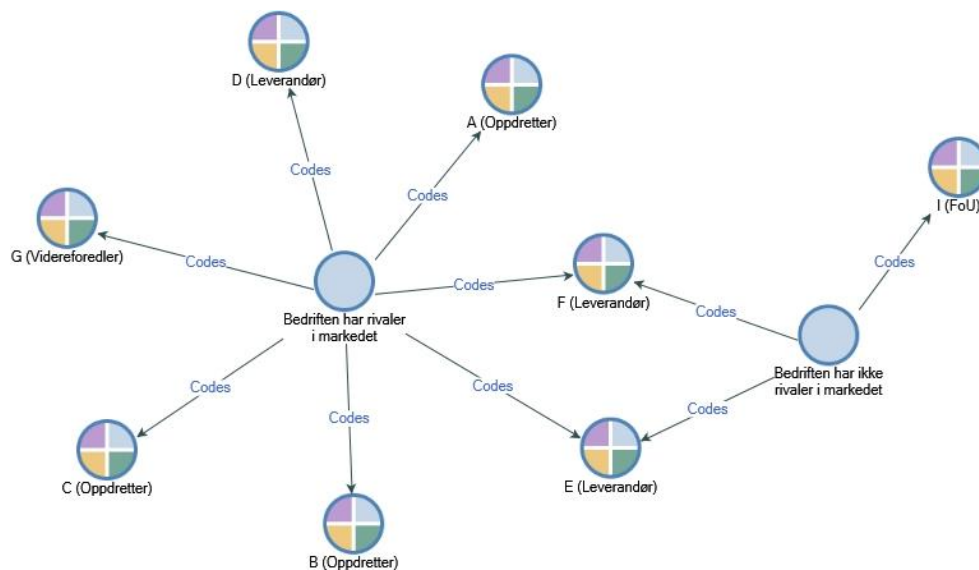 D (Leverandør)
A (Oppdretter)
Codes
Codes
I (FoU)
G (Videreforedler)
Codes
Codes
Codes
F (Leverandør)
Codes
Bedriften har rivaler
i markedet
Bedriften har ikke
rivaler i markedet
Codes
Codes
Codes
Codes
C (Oppdretter)
E (Leverandør)
B (Oppdretter)